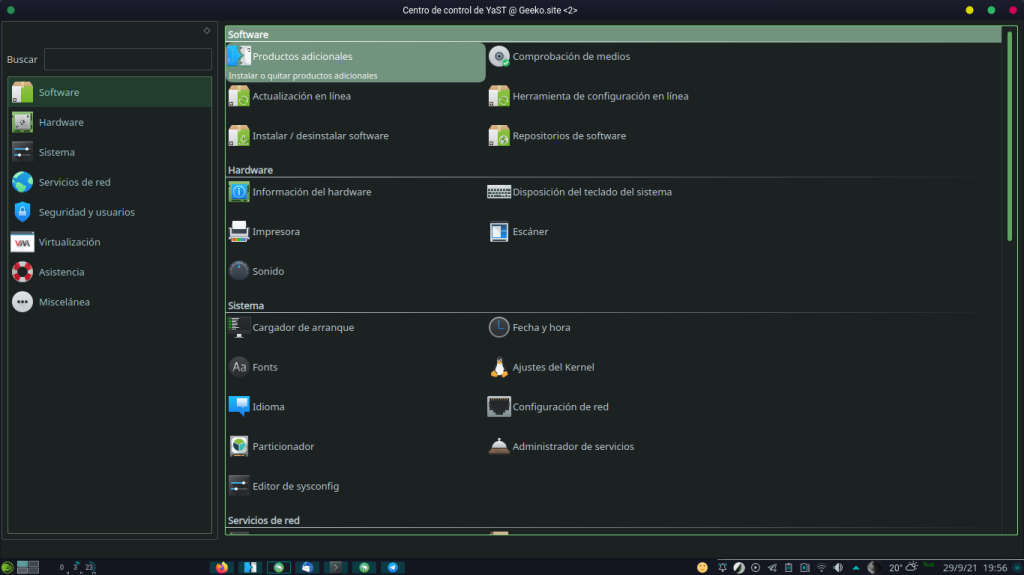 Centro de control de YaST @ Geeko.site <2>
Buscar
Software
Hardware
Sistema
Servicios de red
Seguridad y usuarios
Virtualización
Asistencia
Miscelánea
Software
Productos adicionales
Instalar o quitar productos adicionales
Comprobación de medios
Actualización en línea
Herramienta de configuración en línea
Instalar / desinstalar software
Repositorios de software
Hardware
Información del hardware
Disposición del teclado del sistema
Impresora
Escáner
Sonido
Sistema
Cargador de arranque
Fecha y hora
Aa Fonts
Ajustes del Kernel
Idioma
Configuración de red
Particionador
Administrador de servicios
Editor de sysconfig
Servicios de red
0 3 23
20° 29/9/21 19:56